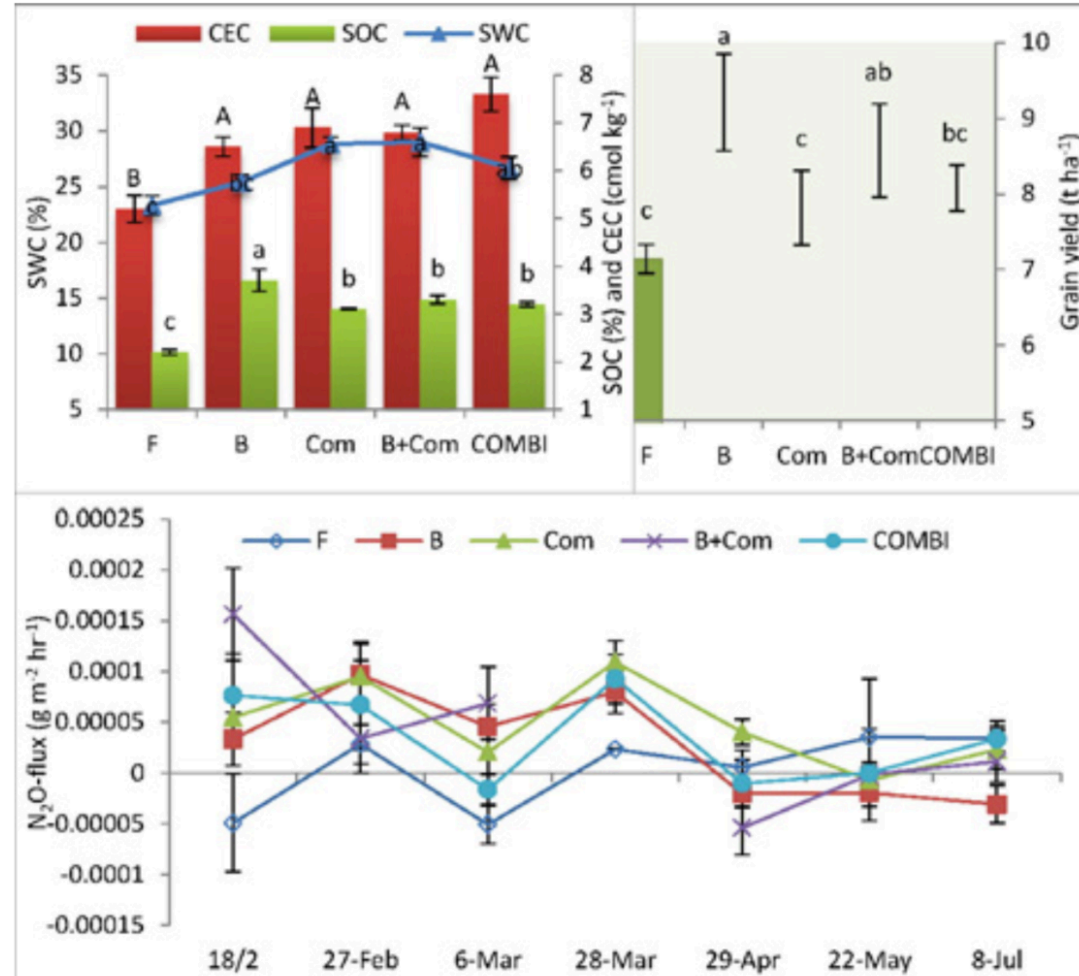 CEC SOC SWC
SWC (%)
35
30
25
20
15
10
5
B A A A A
c bc a a ab
c a b b b
8
7
6
5
4
3
2
1
SOC (%) and CEC (cmol kg⁻¹)
F B Com B+Com COMBI
c a c ab bc
10
9
8
7
6
5
Grain yield (t ha⁻¹)
F B Com B+Com COMBI
F B Com B+Com COMBI
N₂O-flux (g m⁻² hr⁻¹)
0.00025
0.0002
0.00015
0.0001
0.00005
0
-0.00005
-0.0001
-0.00015
18/2 27-Feb 6-Mar 28-Mar 29-Apr 22-May 8-Jul